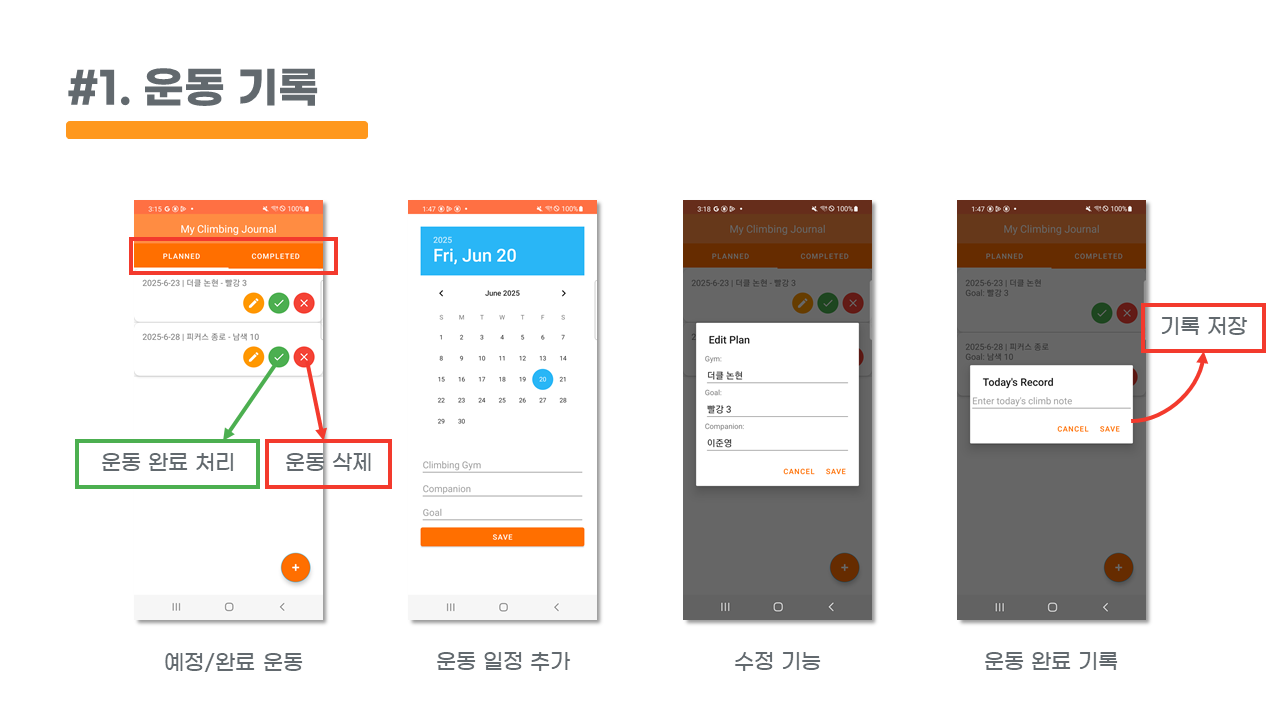 #1. 운동 기록
3:15
100%
My Climbing Journal
PLANNED
COMPLETED
2025-6-23 | 더클 논현 - 빨강 3
2025-6-28 | 피커스 종로 - 남색 10
운동 완료 처리
운동 삭제
+
예정/완료 운동
1:47
100%
2025
Fri, Jun 20
June 2025
S M T W T F S
1 2 3 4 5 6 7
8 9 10 11 12 13 14
15 16 17 18 19 20 21
22 23 24 25 26 27 28
29 30
Climbing Gym
Companion
Goal
SAVE
운동 일정 추가
3:18
100%
My Climbing Journal
PLANNED
COMPLETED
2025-6-23 | 더클 논현 - 빨강 3
2
Edit Plan
Gym:
더클 논현
Goal:
빨강 3
Companion:
이준영
CANCEL SAVE
+
수정 기능
1:47
100%
My Climbing Journal
PLANNED
COMPLETED
2025-6-23 | 더클 논현
Goal: 빨강 3
2025-6-28 | 피커스 종로
Goal: 남색 10
Today's Record
Enter today's climb note
CANCEL SAVE
기록 저장
+
운동 완료 기록